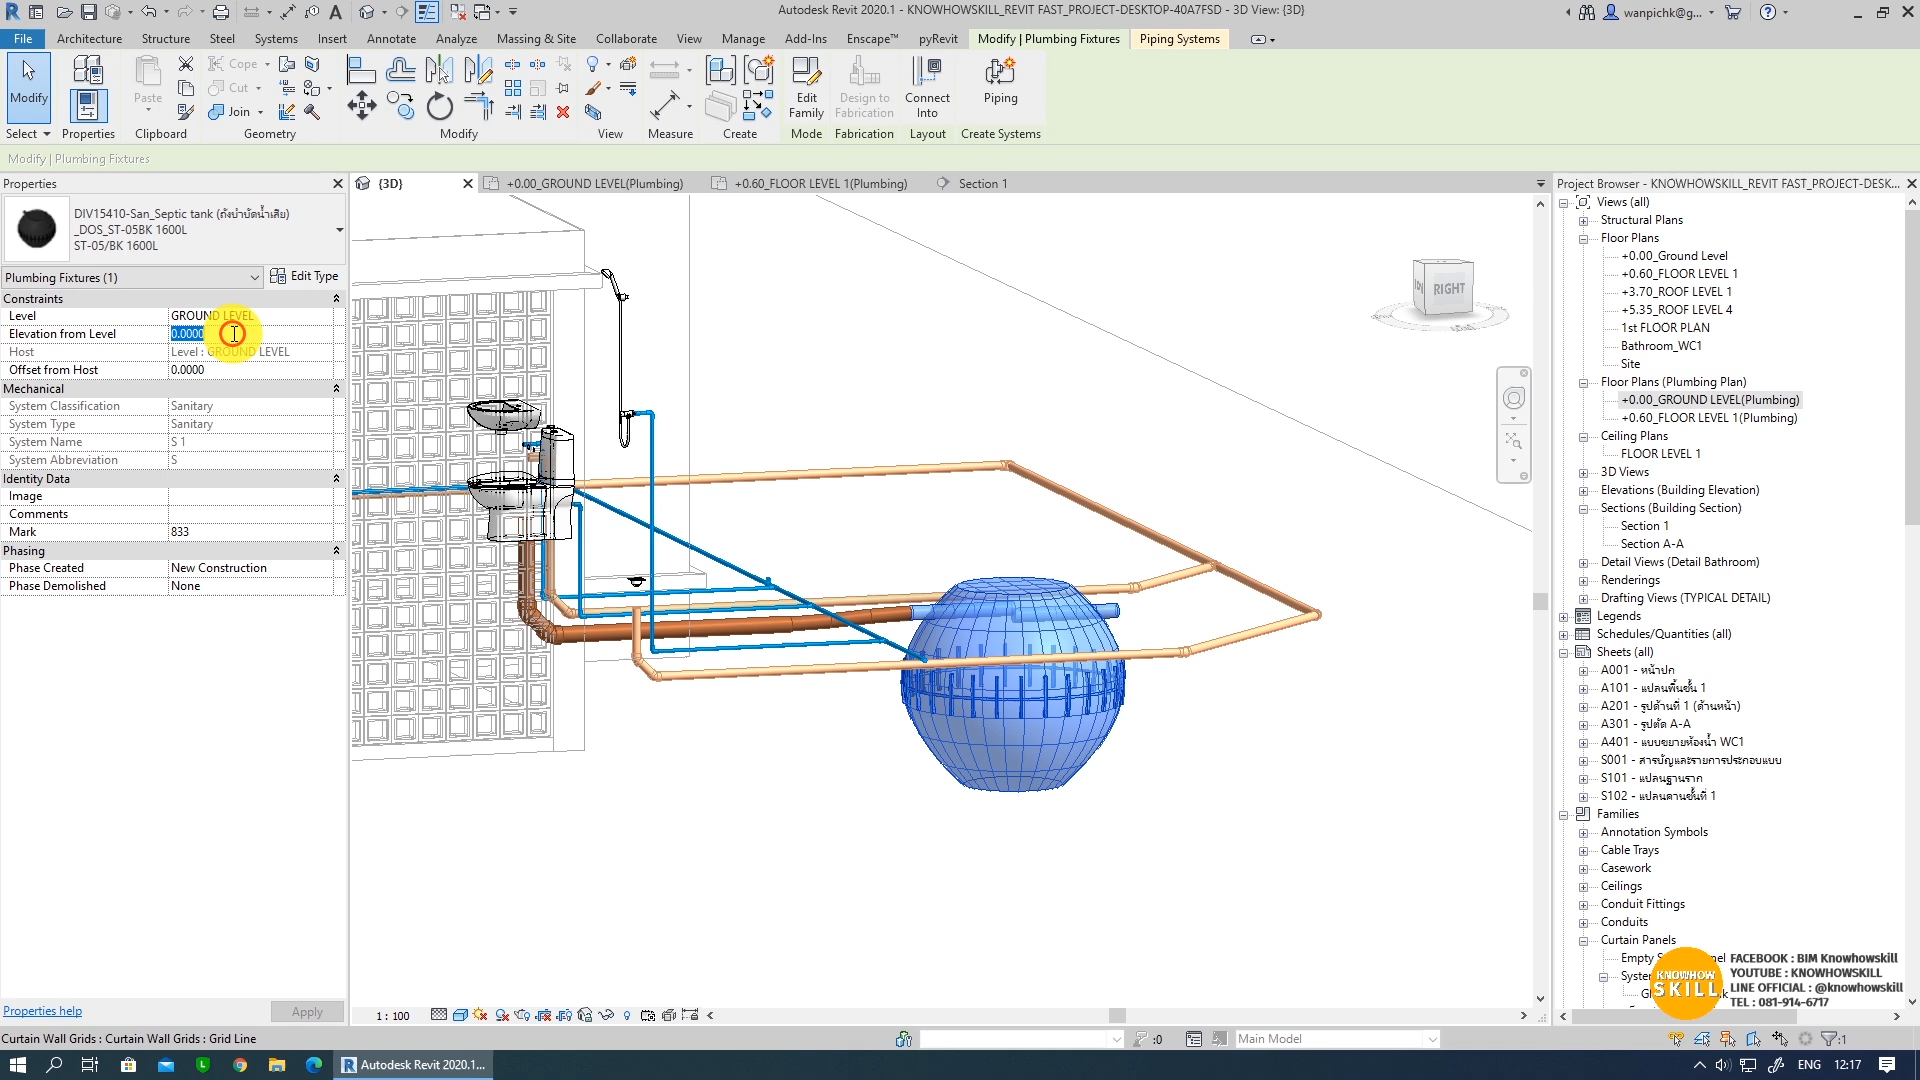 Autodesk Revit 2020.1 - KNOWHOWSKILL_REVIT FAST_PROJECT-DESKTOP-40A7FSD - 3D View: {3D}
wanpichk@g...
File Architecture Structure Steel Systems Insert Annotate Analyze Massing & Site Collaborate View Manage Add-Ins Enscape™ pyRevit Modify | Plumbing Fixtures Piping Systems
Modify
Paste
Cope
Cut
Join
Edit Family
Design to Fabrication
Connect Into
Piping
Select Properties Clipboard Geometry Modify View Measure Create Mode Fabrication Layout Create Systems
Modify | Plumbing Fixtures
Properties
DIV15410-San_Septic tank (ถังบำบัดน้ำเสีย)
_DOS_ST-05BK 1600L
ST-05/BK 1600L
Plumbing Fixtures (1)
Edit Type
Constraints
Level GROUND LEVEL
Elevation from Level 0.0000
Host Level : GROUND LEVEL
Offset from Host 0.0000
Mechanical
System Classification Sanitary
System Type Sanitary
System Name S 1
System Abbreviation S
Identity Data
Image
Comments
Mark 833
Phasing
Phase Created New Construction
Phase Demolished None
Properties help
Apply
{3D}
+0.00_GROUND LEVEL(Plumbing)
+0.60_FLOOR LEVEL 1(Plumbing)
Section 1
RIGHT
1 : 100
Project Browser - KNOWHOWSKILL_REVIT FAST_PROJECT-DESK...
Views (all)
Structural Plans
Floor Plans
+0.00_Ground Level
+0.60_FLOOR LEVEL 1
+3.70_ROOF LEVEL 1
+5.35_ROOF LEVEL 4
1st FLOOR PLAN
Bathroom_WC1
Site
Floor Plans (Plumbing Plan)
+0.00_GROUND LEVEL(Plumbing)
+0.60_FLOOR LEVEL 1(Plumbing)
Ceiling Plans
FLOOR LEVEL 1
3D Views
Elevations (Building Elevation)
Sections (Building Section)
Section 1
Section A-A
Detail Views (Detail Bathroom)
Renderings
Drafting Views (TYPICAL DETAIL)
Legends
Schedules/Quantities (all)
Sheets (all)
A001 - หน้าปก
A101 - แปลนพื้นชั้น 1
A201 - รูปด้านที่ 1 (ด้านหน้า)
A301 - รูปตัด A-A
A401 - แบบขยายห้องน้ำ WC1
S001 - สารบัญและรายการประกอบแบบ
S101 - แปลนฐานราก
S102 - แปลนคานชั้นที่ 1
Families
Annotation Symbols
Cable Trays
Casework
Ceilings
Conduit Fittings
Conduits
Curtain Panels
KNOWHOW
SKILL
FACEBOOK : BIM Knowhowskill
YOUTUBE : KNOWHOWSKILL
LINE OFFICIAL : @knowhowskill
TEL : 081-914-6717
Curtain Wall Grids : Curtain Wall Grids : Grid Line
:0
Main Model
:1
Autodesk Revit 2020.1...
ENG
12:17